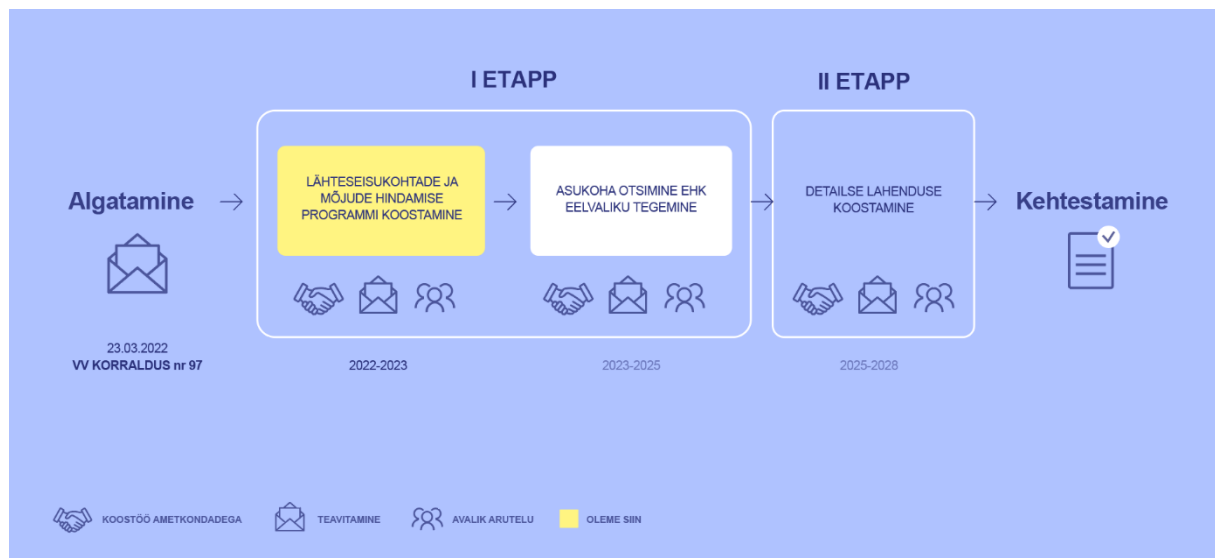 I ETAPP
II ETAPP
Algatamine
LÄHTESEISUKOHTADE JA
MÕJUDE HINDAMISE
PROGRAMMI KOOSTAMINE
ASUKOHA OTSIMINE EHK
EELVALIKU TEGEMINE
DETAILSE LAHENDUSE
KOOSTAMINE
Kehtestamine
23.03.2022
VV KORRALDUS nr 97
2022-2023
2023-2025
2025-2028
KOOSTÖÖ AMETKONDADEGA
TEAVITAMINE
AVALIK ARUTELU
OLEME SIIN